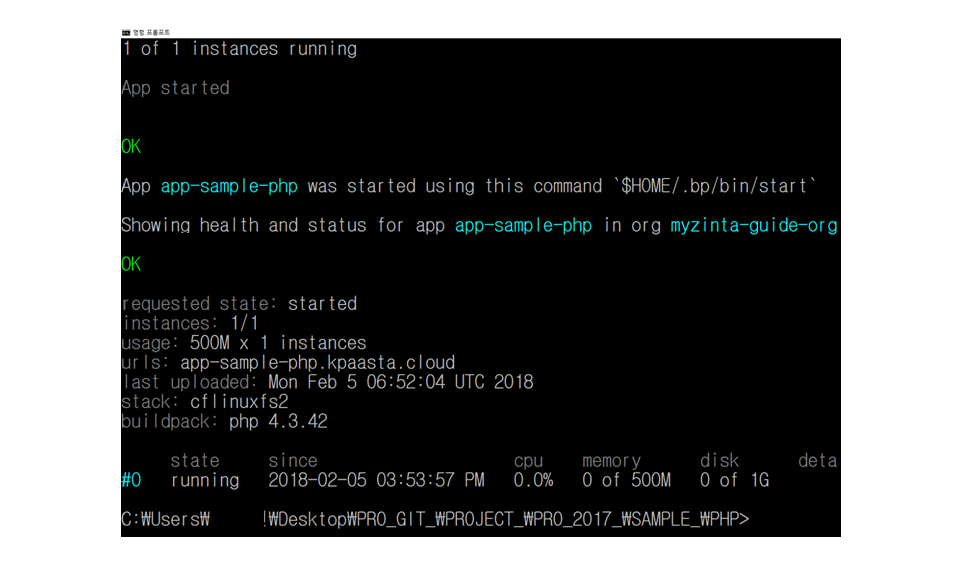 명령 프롬프트
1 of 1 instances running
App started
OK
App app-sample-php was started using this command `$HOME/.bp/bin/start`
Showing health and status for app app-sample-php in org myzinta-guide-org
OK
requested state: started
instances: 1/1
usage: 500M x 1 instances
urls: app-sample-php.kpaasta.cloud
last uploaded: Mon Feb 5 06:52:04 UTC 2018
stack: cflinuxfs2
buildpack: php 4.3.42
state since cpu memory disk deta
#0 running 2018-02-05 03:53:57 PM 0.0% 0 of 500M 0 of 1G
C:₩Users₩ !₩Desktop₩PRO_GIT_₩PROJECT_₩PRO_2017_₩SAMPLE_₩PHP>